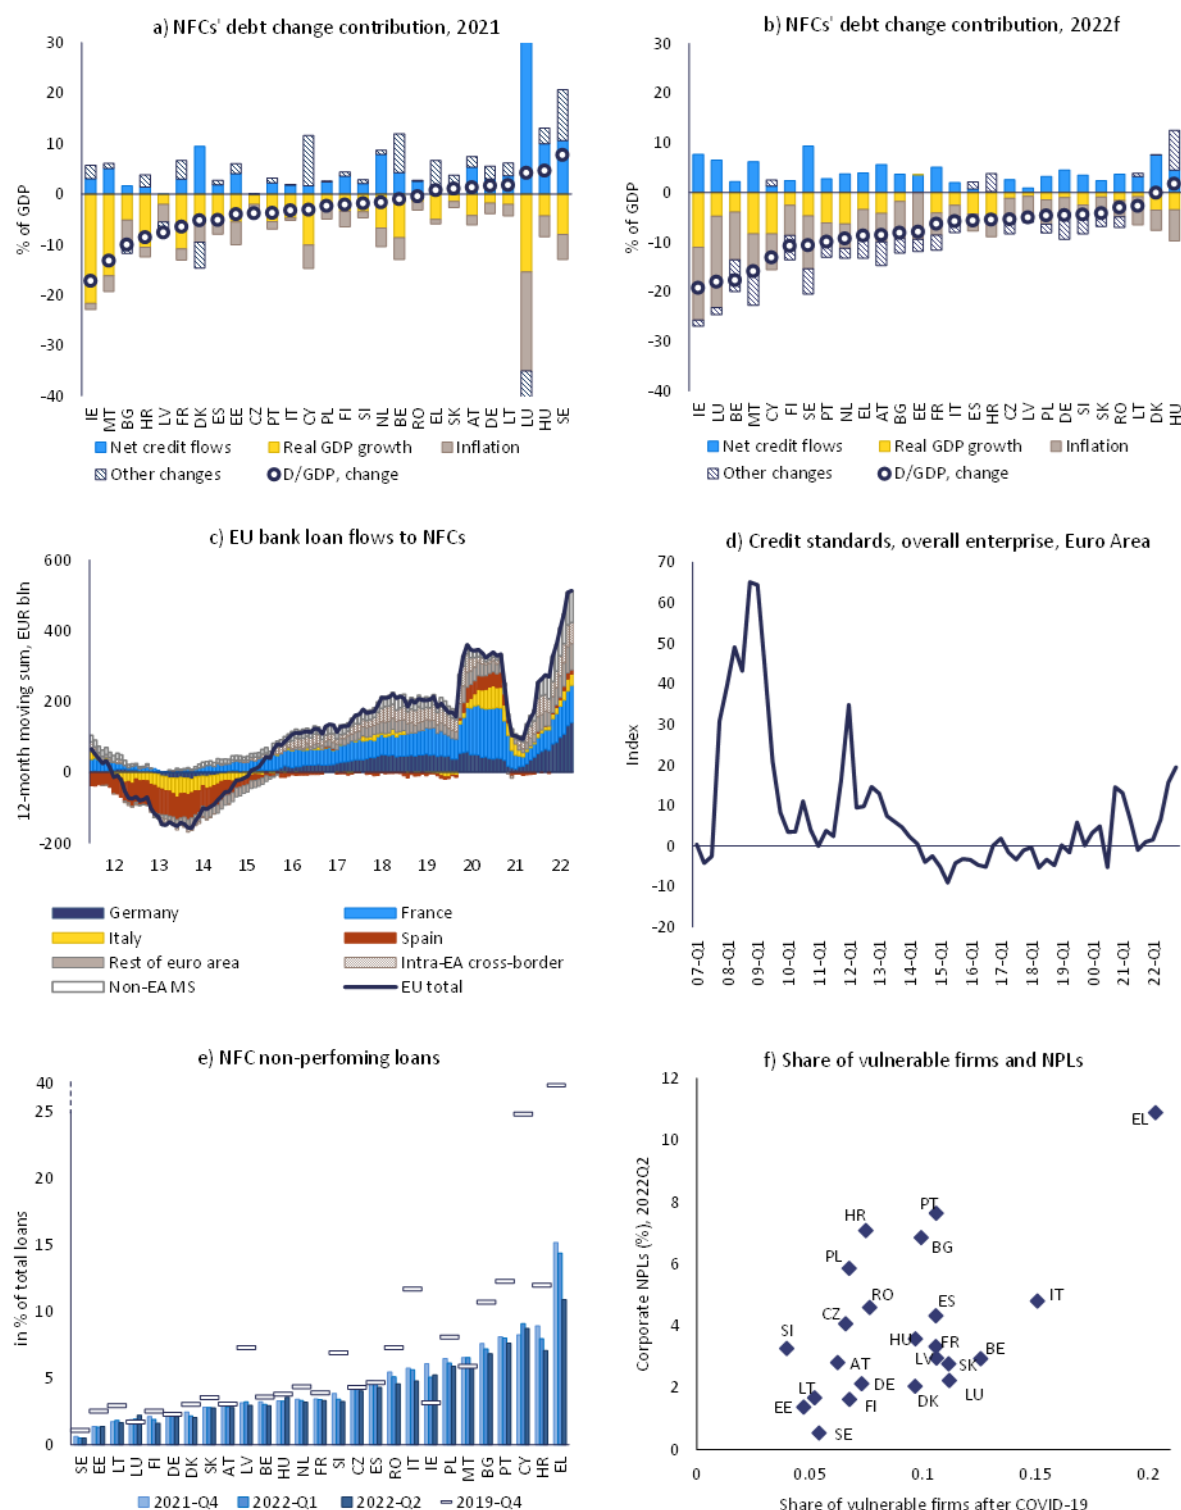 a) NFCs' debt change contribution, 2021
30
20
10
0
-10
-20
-30
-40
% of GDP
IE MT BG HR LV FR DK ES EE CZ PT IT CY PL FI SI NL BE RO EL SK AT DE LT LU HU SE
Net credit flows Real GDP growth Inflation
Other changes D/GDP, change
b) NFCs' debt change contribution, 2022f
30
20
10
0
-10
-20
-30
-40
% of GDP
IE LU BE MT CY FI SE PT NL EL AT BG EE FR IT ES HR CZ LV PL DE SI SK RO LT DK HU
Net credit flows Real GDP growth Inflation
Other changes D/GDP, change
c) EU bank loan flows to NFCs
600
400
200
0
-200
12-month moving sum, EUR bln
12 13 14 15 16 17 18 19 20 21 22
Germany France
Italy Spain
Rest of euro area Intra-EA cross-border
Non-EA MS EU total
d) Credit standards, overall enterprise, Euro Area
70
60
50
40
30
20
10
0
-10
-20
Index
07-Q1 08-Q1 09-Q1 10-Q1 11-Q1 12-Q1 13-Q1 14-Q1 15-Q1 16-Q1 17-Q1 18-Q1 19-Q1 00-Q1 21-Q1 22-Q1
e) NFC non-perfoming loans
40
25
20
15
10
5
0
in % of total loans
SE EE LT LU FI DE DK SK AT LV BE HU NL FR SI CZ ES RO IT IE PL MT BG PT CY HR EL
2021-Q4 2022-Q1 2022-Q2 2019-Q4
f) Share of vulnerable firms and NPLs
12
10
8
6
4
2
0
Corporate NPLs (%), 2022Q2
EL
PT
HR
BG
PL
RO
IT
ES
CZ
SI
HU
FR
BE
LV
SK
AT
DE
LU
LT
DK
FI
EE
SE
0 0.05 0.1 0.15 0.2
Share of vulnerable firms after COVID-19